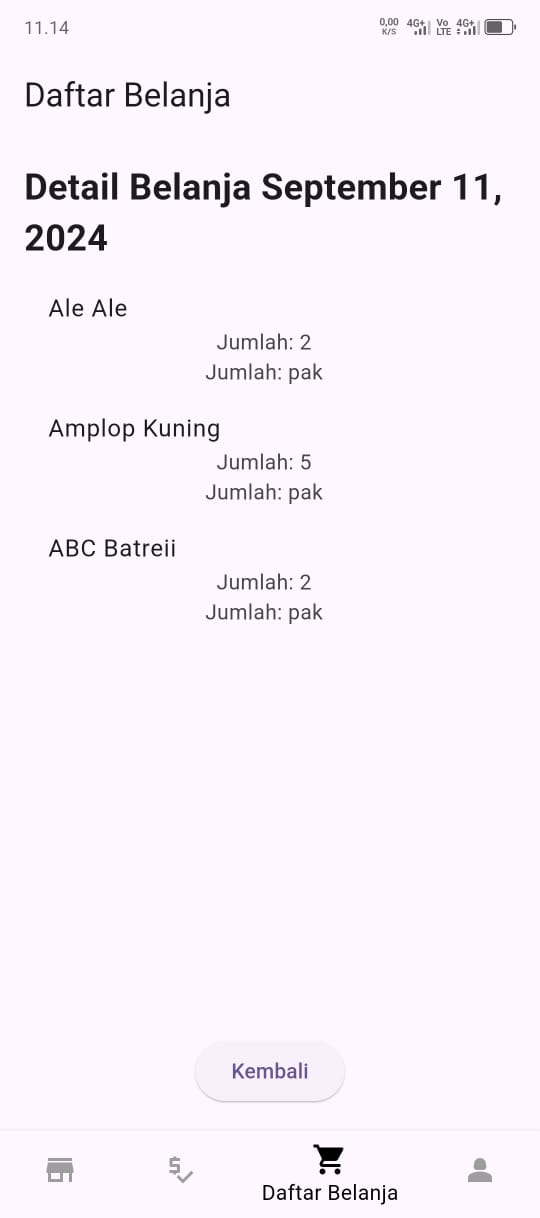 11.14
0,00 K/S 4G+ Vo LTE 4G+
Daftar Belanja
Detail Belanja September 11,
2024
Ale Ale
Jumlah: 2
Jumlah: pak
Amplop Kuning
Jumlah: 5
Jumlah: pak
ABC Batreii
Jumlah: 2
Jumlah: pak
Kembali
Daftar Belanja